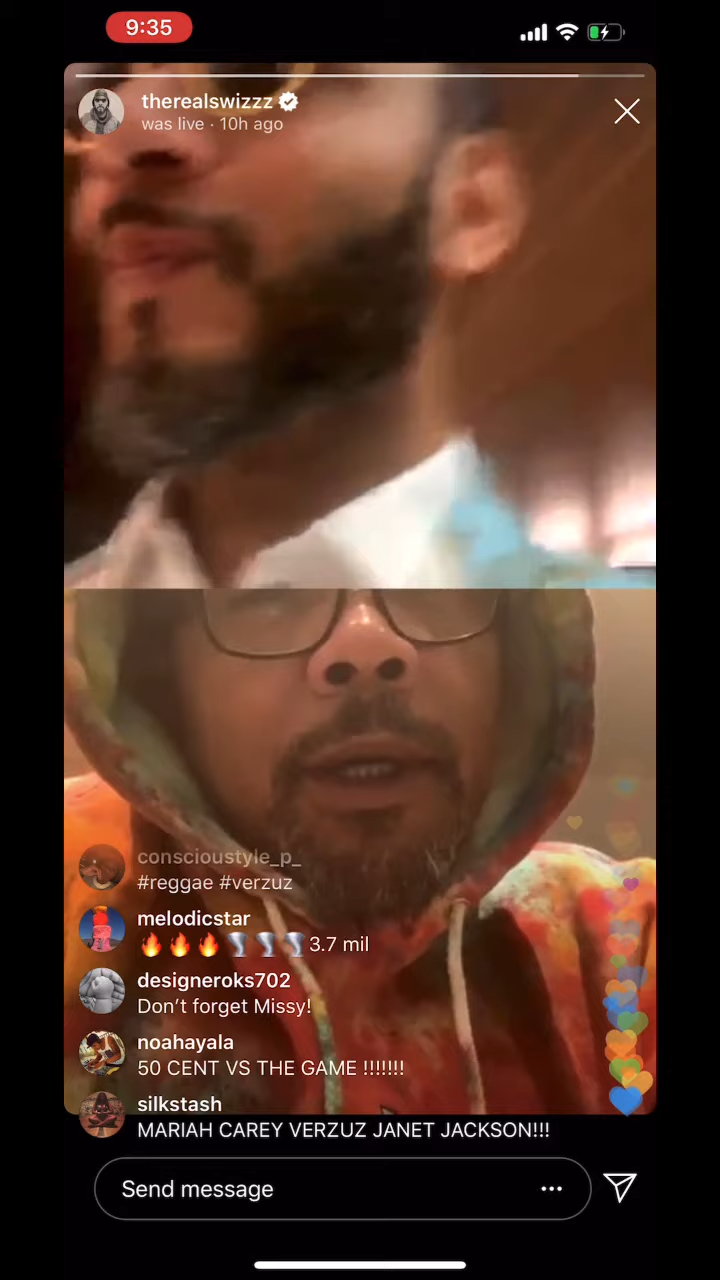 9:35
therealswizzz
was live · 10h ago
conscioustyle_p_
#reggae #verzuz
melodicstar
🔥🔥🔥🌪️🌪️🌪️3.7 mil
designeroks702
Don't forget Missy!
noahayala
50 CENT VS THE GAME !!!!!!!
silkstash
MARIAH CAREY VERZUZ JANET JACKSON!!!
Send message